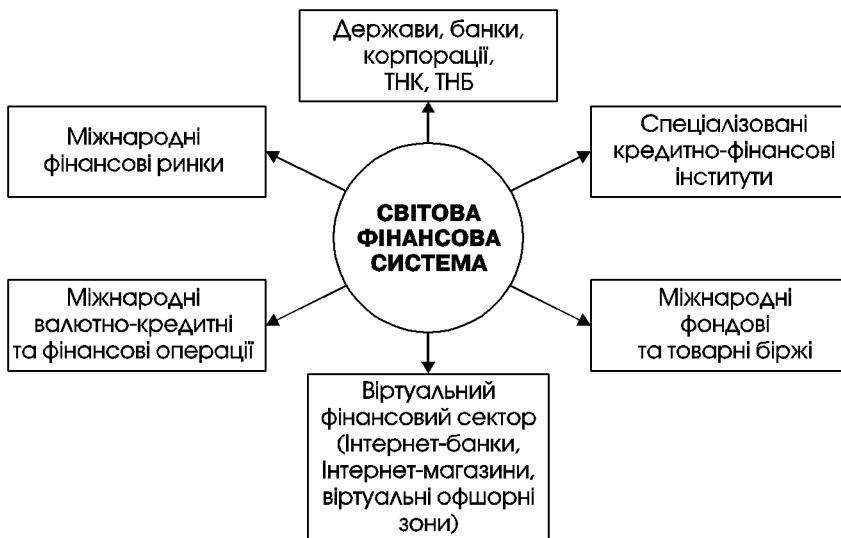 Держави, банки,
корпорації,
ТНК, ТНБ
Міжнародні
фінансові ринки
Спеціалізовані
кредитно-фінансові
інститути
СВІТОВА
ФІНАНСОВА
СИСТЕМА
Міжнародні
валютно-кредитні
та фінансові операції
Міжнародні
фондові
та товарні біржі
Віртуальний
фінансовий сектор
(Інтернет-банки,
Інтернет-магазини,
віртуальні офшорні
зони)